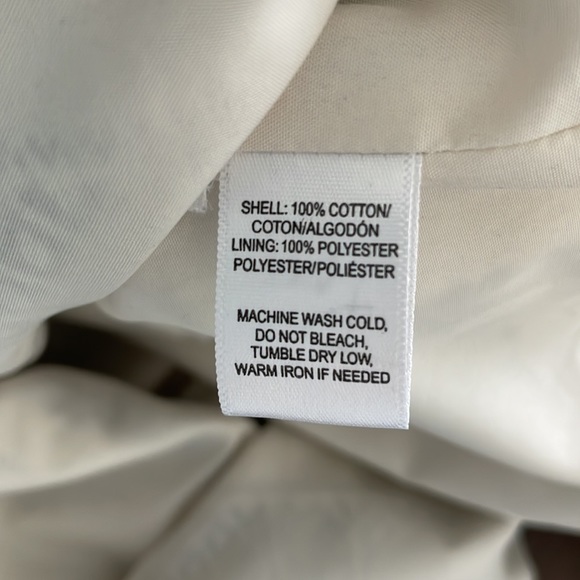 SHELL: 100% COTTON/
COTON/ALGODÓN
LINING: 100% POLYESTER
POLYESTER/POLIÉSTER
MACHINE WASH COLD,
DO NOT BLEACH,
TUMBLE DRY LOW,
WARM IRON IF NEEDED